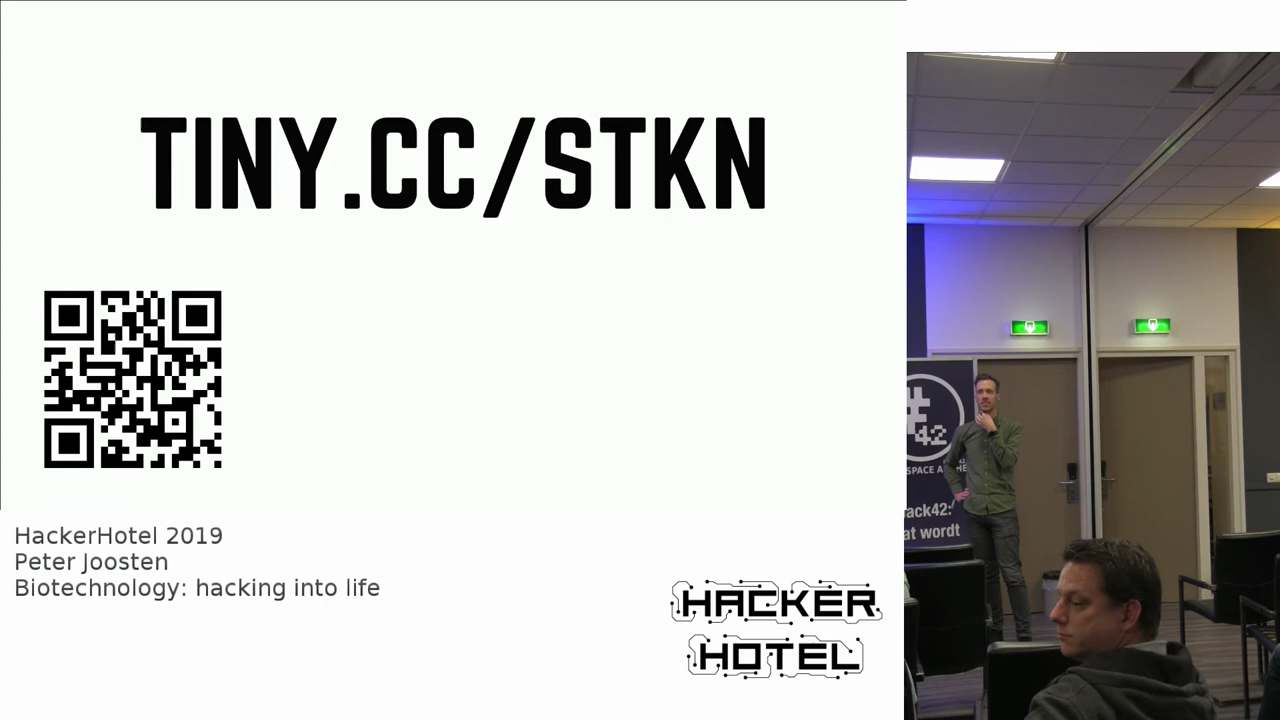 TINY.CC/STKN
HackerHotel 2019
Peter Joosten
Biotechnology: hacking into life
HACKER
HOTEL
#
42
SPACE
at wordt